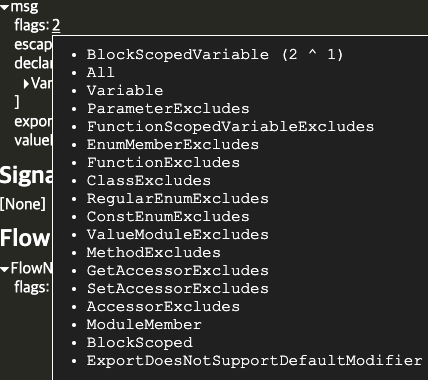 msg
flags: 2
escap
declar
Var
]
expor
valueI
Signa
[None]
Flow
FlowN
flags:
• BlockScopedVariable (2 ^ 1)
• All
• Variable
• ParameterExcludes
• FunctionScopedVariableExcludes
• EnumMemberExcludes
• FunctionExcludes
• ClassExcludes
• RegularEnumExcludes
• ConstEnumExcludes
• ValueModuleExcludes
• MethodExcludes
• GetAccessorExcludes
• SetAccessorExcludes
• AccessorExcludes
• ModuleMember
• BlockScoped
• ExportDoesNotSupportDefaultModifier